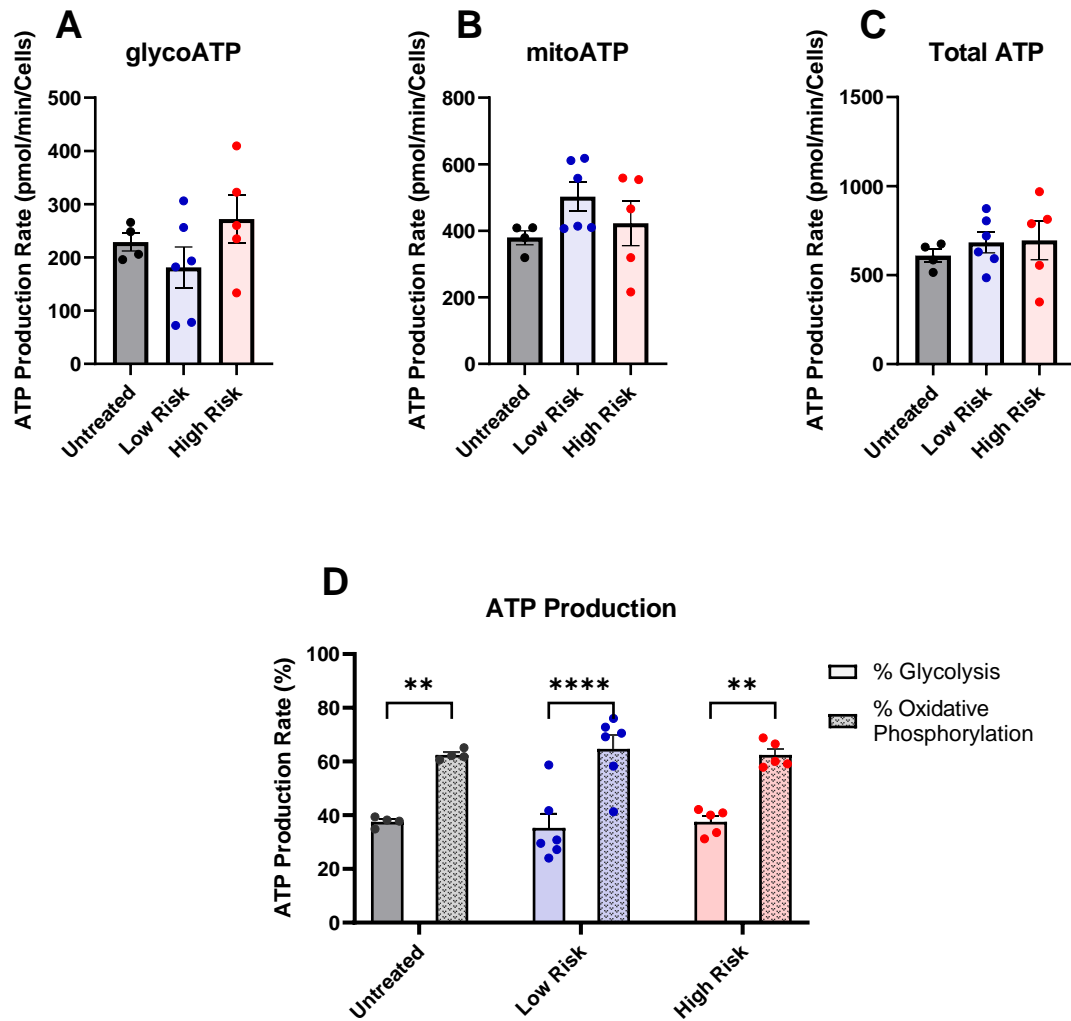 A
glycoATP
ATP Production Rate (pmol/min/Cells)
500
400
300
200
100
0
Untreated
Low Risk
High Risk
B
mitoATP
ATP Production Rate (pmol/min/Cells)
800
600
400
200
0
Untreated
Low Risk
High Risk
C
Total ATP
ATP Production Rate (pmol/min/Cells)
1500
1000
500
0
Untreated
Low Risk
High Risk
D
ATP Production
ATP Production Rate (%)
100
80
60
40
20
0
**
****
**
Untreated
Low Risk
High Risk
% Glycolysis
% Oxidative
Phosphorylation